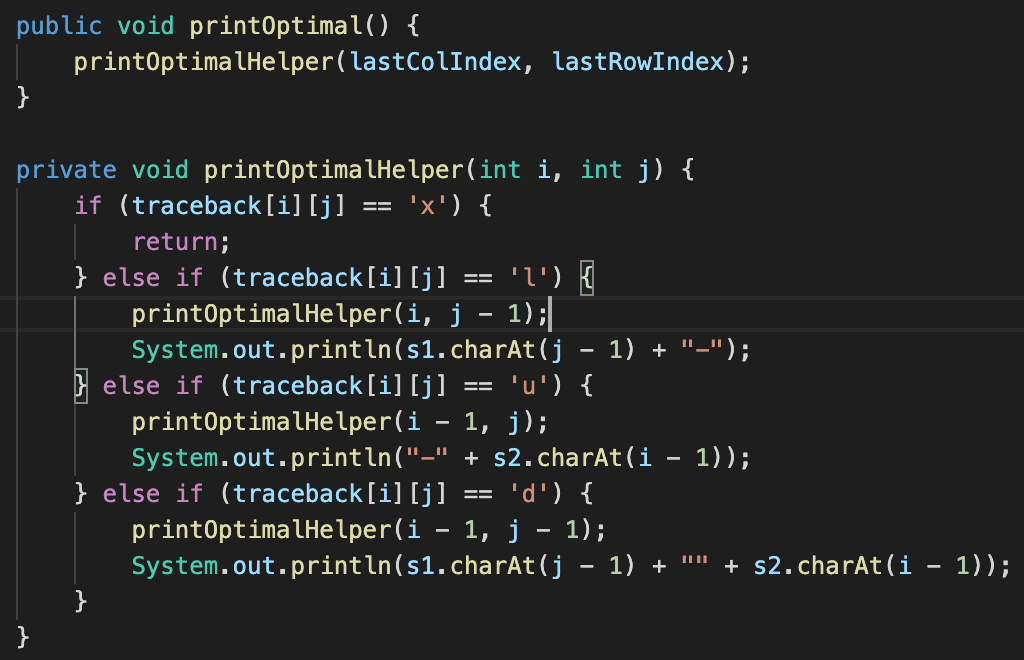 public void printOptimal() {
    printOptimalHelper(lastColIndex, lastRowIndex);
}

private void printOptimalHelper(int i, int j) {
    if (traceback[i][j] == 'x') {
        return;
    } else if (traceback[i][j] == 'l') {
        printOptimalHelper(i, j - 1);
        System.out.println(s1.charAt(j - 1) + "-");
    } else if (traceback[i][j] == 'u') {
        printOptimalHelper(i - 1, j);
        System.out.println("-" + s2.charAt(i - 1));
    } else if (traceback[i][j] == 'd') {
        printOptimalHelper(i - 1, j - 1);
        System.out.println(s1.charAt(j - 1) + "" + s2.charAt(i - 1));
    }
}